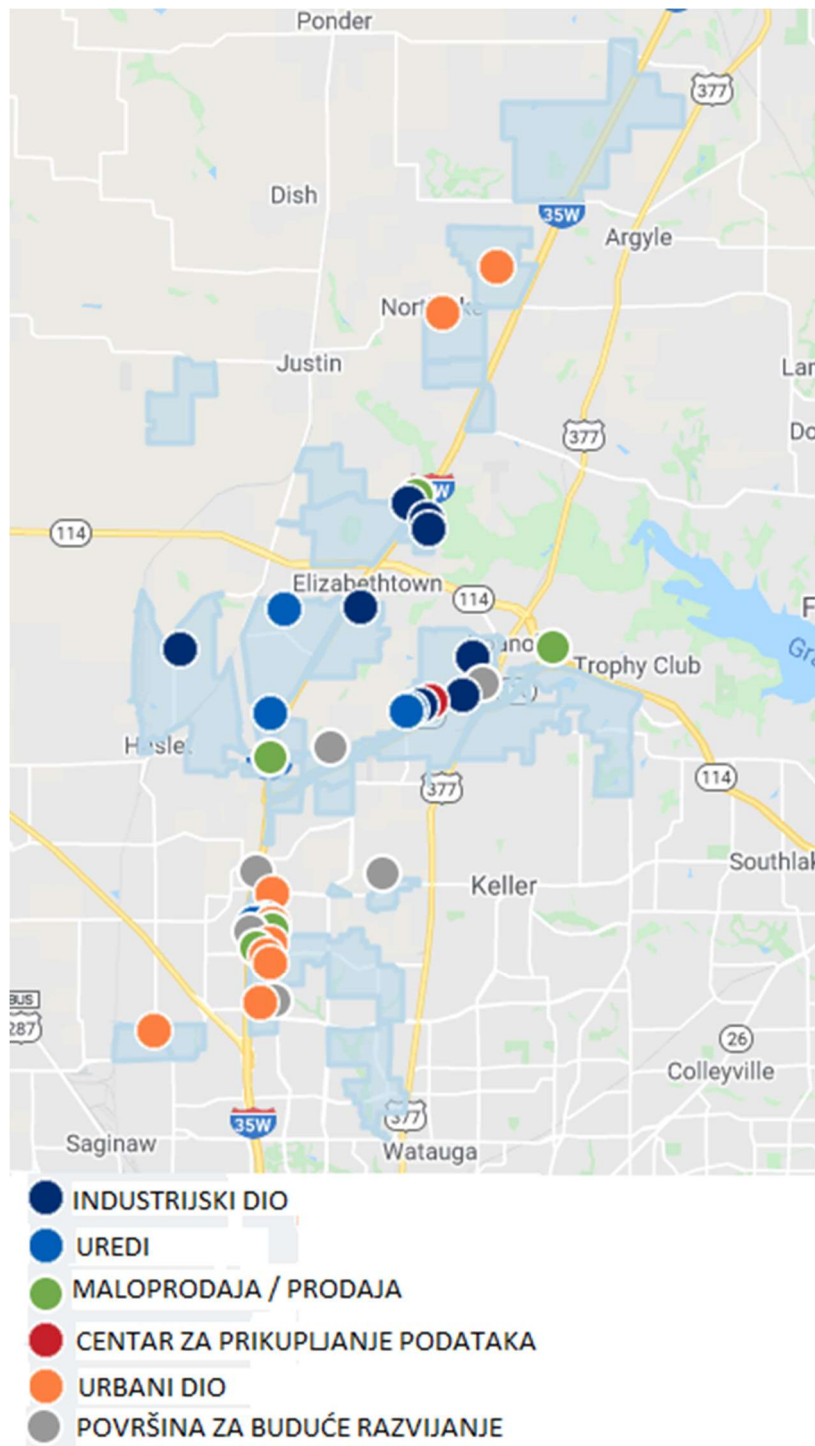 Ponder
377
Dish
35W
Argyle
Justin
377
114
Elizabethtown
114
Trophy Club
Haslet
377
114
Keller
BUS
287
26
Colleyville
377
35W
Saginaw
Watauga
INDUSTRIJSKI DIO
UREDI
MALOPRODAJA / PRODAJA
CENTAR ZA PRIKUPLJANJE PODATAKA
URBANI DIO
POVRŠINA ZA BUDUĆE RAZVIJANJE